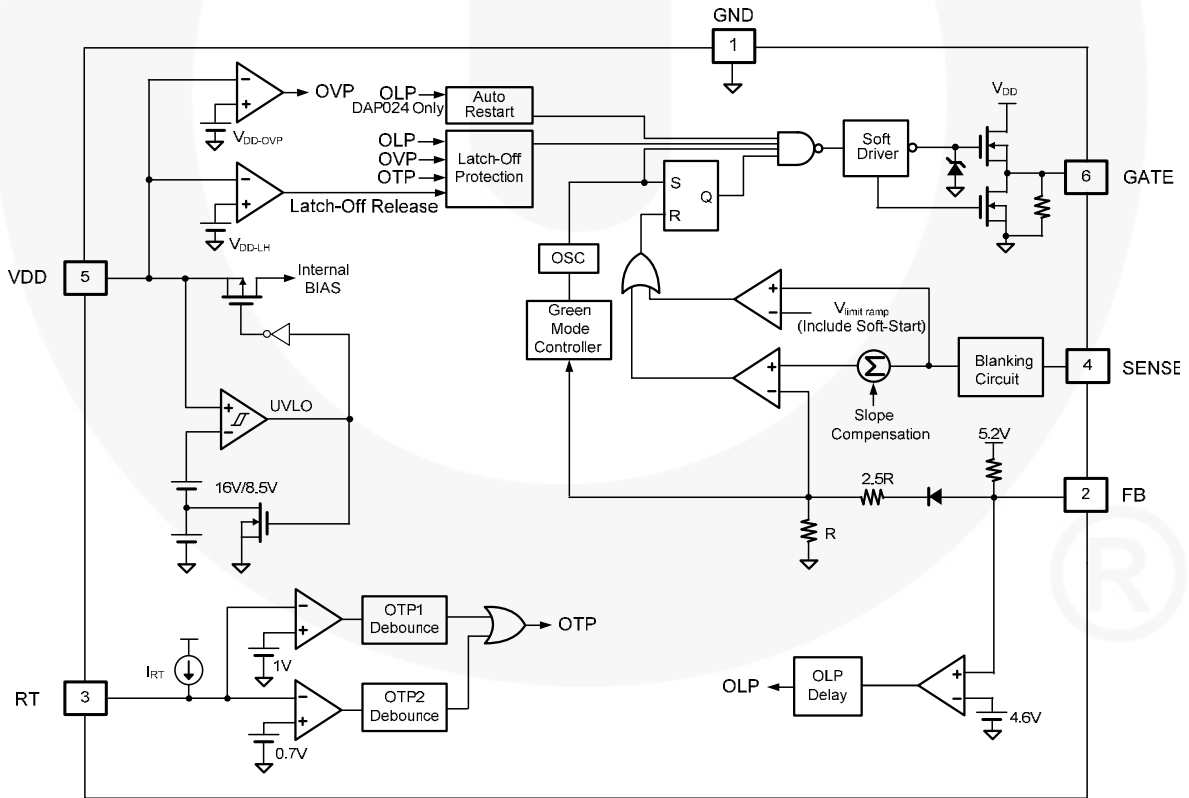 GND
1
OVP
VDD-OVP
OLP
DAP024 Only
Auto
Restart
OLP
OVP
OTP
Latch-Off
Protection
Latch-Off Release
VDD-LH
VDD
Soft
Driver
6
GATE
S
R
Q
OSC
Green
Mode
Controller
VDD
5
Internal
BIAS
Vlimit ramp
(Include Soft-Start)
Σ
Blanking
Circuit
4
SENSE
Slope
Compensation
UVLO
16V/8.5V
5.2V
2.5R
2
FB
R
®
OTP1
Debounce
OTP
1V
IRT
RT
3
OTP2
Debounce
0.7V
OLP
OLP
Delay
4.6V
+
−
+
−
+
−
+
−
+
−
+
−
+
−
+
−